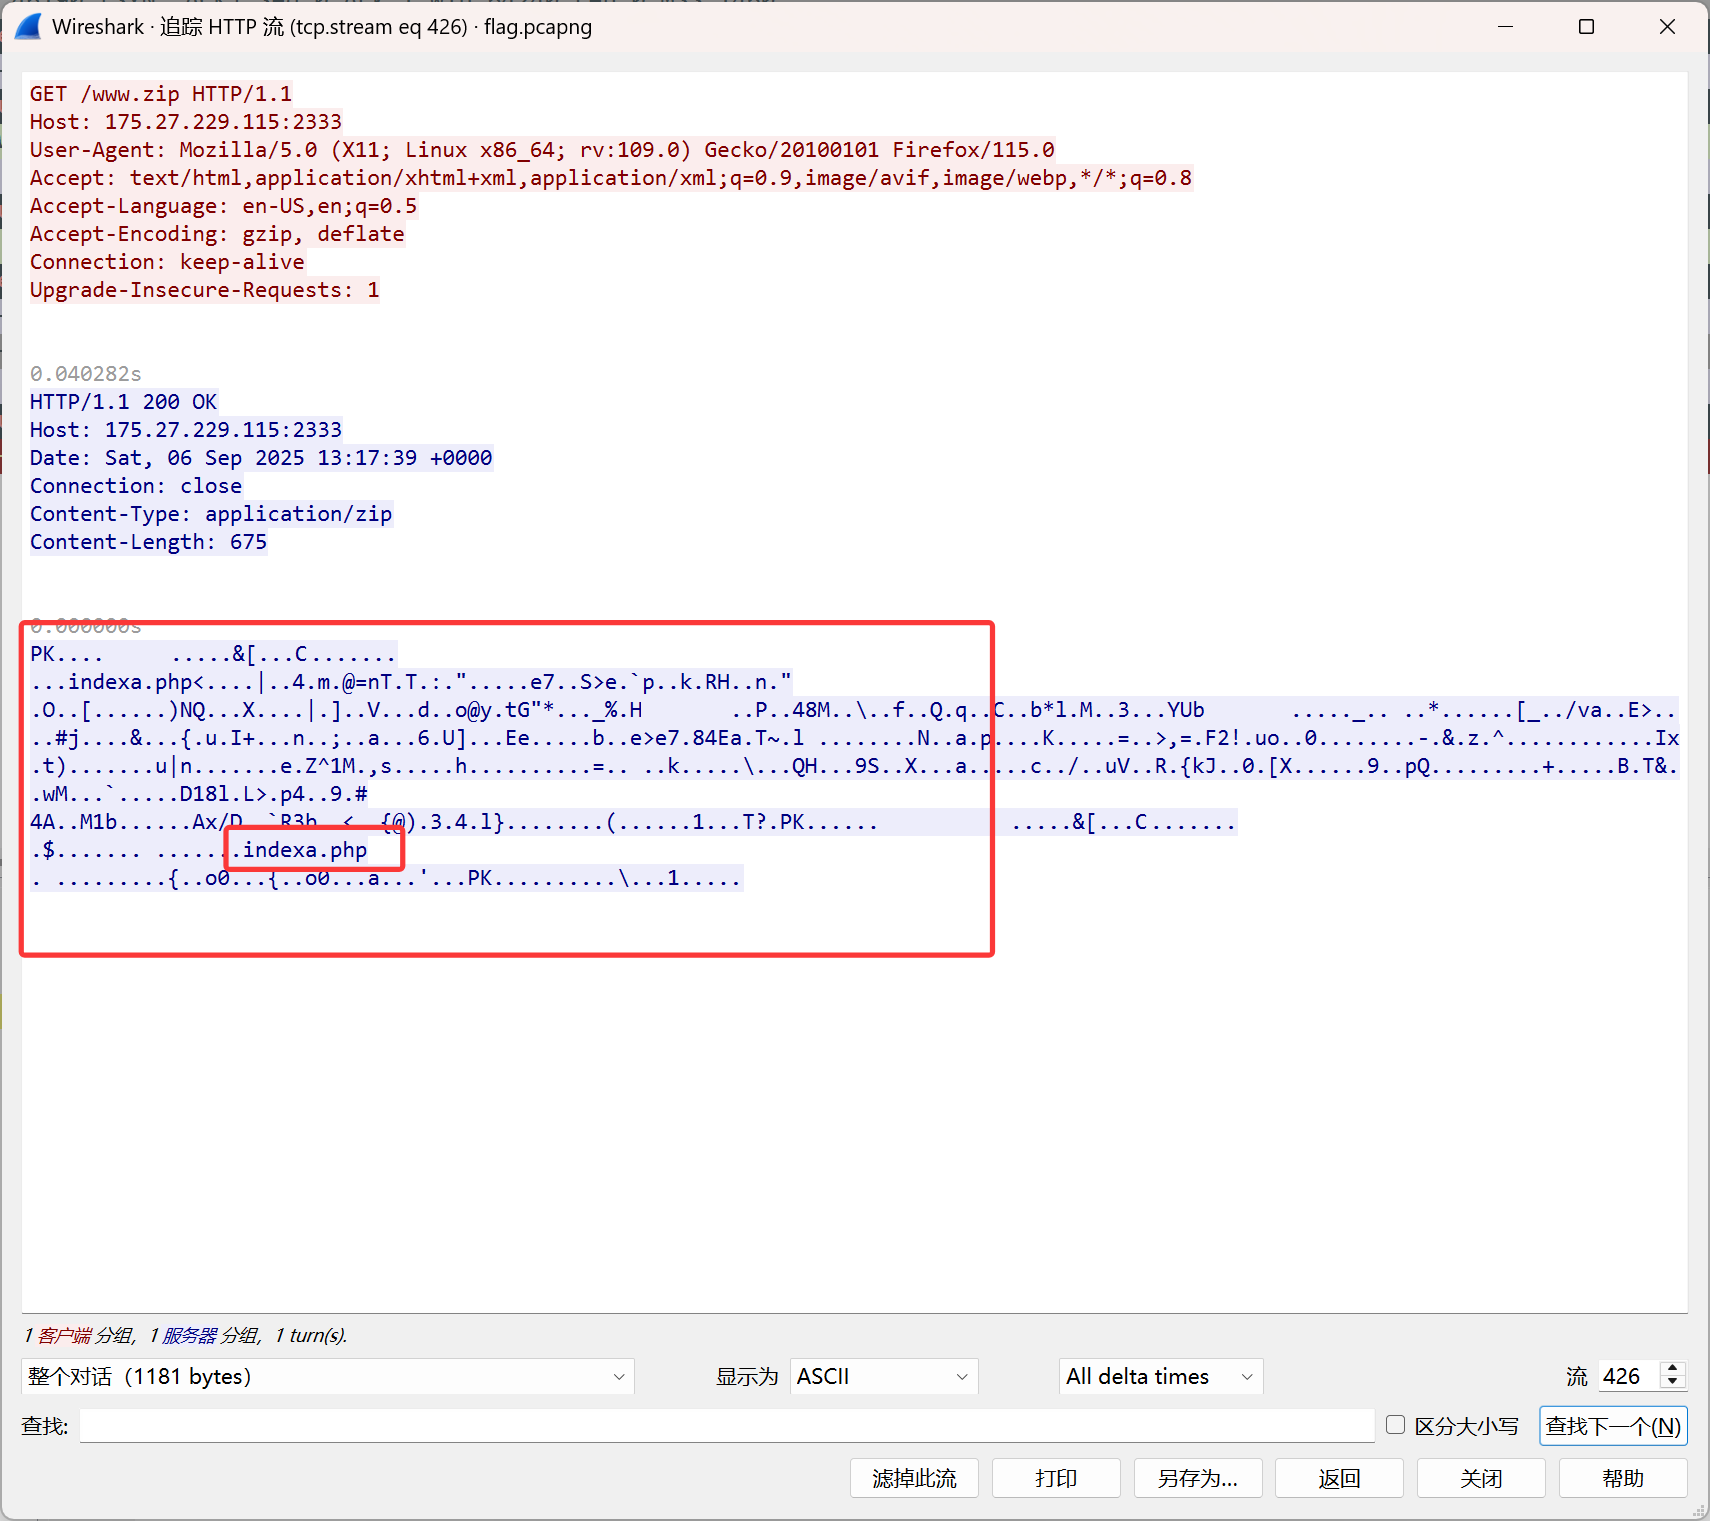 Wireshark · 追踪 HTTP 流 (tcp.stream eq 426) · flag.pcapng
GET /www.zip HTTP/1.1
Host: 175.27.229.115:2333
User-Agent: Mozilla/5.0 (X11; Linux x86_64; rv:109.0) Gecko/20100101 Firefox/115.0
Accept: text/html,application/xhtml+xml,application/xml;q=0.9,image/avif,image/webp,*/*;q=0.8
Accept-Language: en-US,en;q=0.5
Accept-Encoding: gzip, deflate
Connection: keep-alive
Upgrade-Insecure-Requests: 1
0.040282s
HTTP/1.1 200 OK
Host: 175.27.229.115:2333
Date: Sat, 06 Sep 2025 13:17:39 +0000
Connection: close
Content-Type: application/zip
Content-Length: 675
0.000000s
PK....	.....&[...C.......
...indexa.php<....|..4.m.@=nT.T.:.".....e7..S>e.`p..k.RH..n."
.O..[......)NQ...X....|.]..V...d..o@y.tG"*..._%.H	..P..48M..\..f..Q.q..C..b*l.M..3...YUb	....._.. ..*......[_../va..E>..
..#j....&...{.u.I+...n..;..a...6.U]...Ee.....b..e>e7.84Ea.T~.l ........N..a.p....K.....=..>,=.F2!.uo..0........-.&.z.^............Ix
.t).......u|n.......e.Z^1M.,s.....h..........=.. ..k.....\...QH...9S..X...a.....c../..uV..R.{kJ..0.[X......9..pQ.........+.....B.T&.
.wM...`.....D18l.L>.p4..9.#
4A..M1b......Ax/D..`R3b..<..{@).3.4.l}........(......1...T?.PK......	.....&[...C.......
.$....... .......indexa.php
. .........{..o0...{..o0...a...'...PK..........\...1.....
1 客户端 分组, 1 服务器 分组, 1 turn(s).
整个对话 (1181 bytes) 显示为 ASCII All delta times 流 426
查找: 区分大小写 查找下一个(N)
滤掉此流 打印 另存为... 返回 关闭 帮助